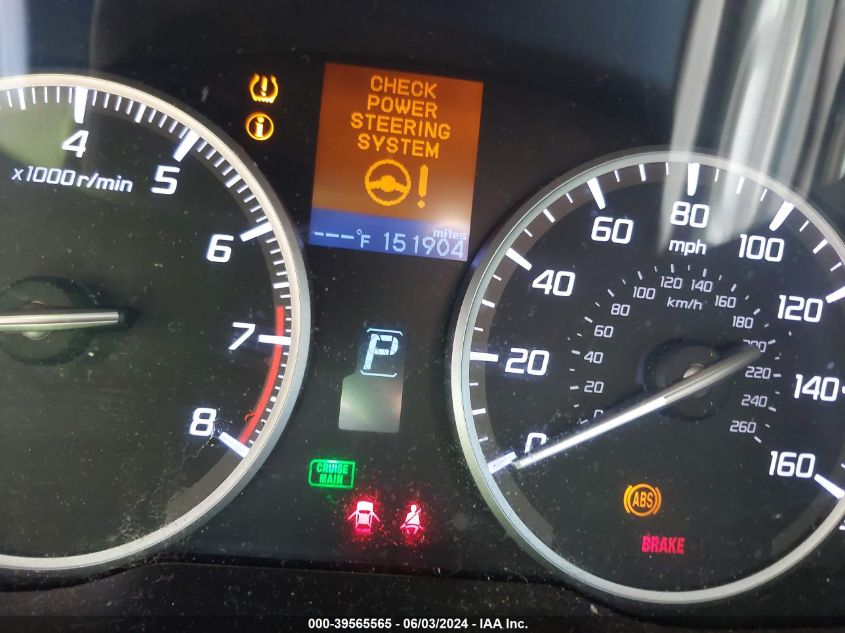 CHECK
POWER
STEERING
SYSTEM
!
miles
---°F 151904
4
5
6
7
8
x1000r/min
P
CRUISE
MAIN
0
20
40
60
80
100
120
140
160
mph
km/h
0
20
40
60
80
100
120
140
160
180
200
220
240
260
ABS
BRAKE
000-39565565 / 06/03/2024 / IAA Inc.